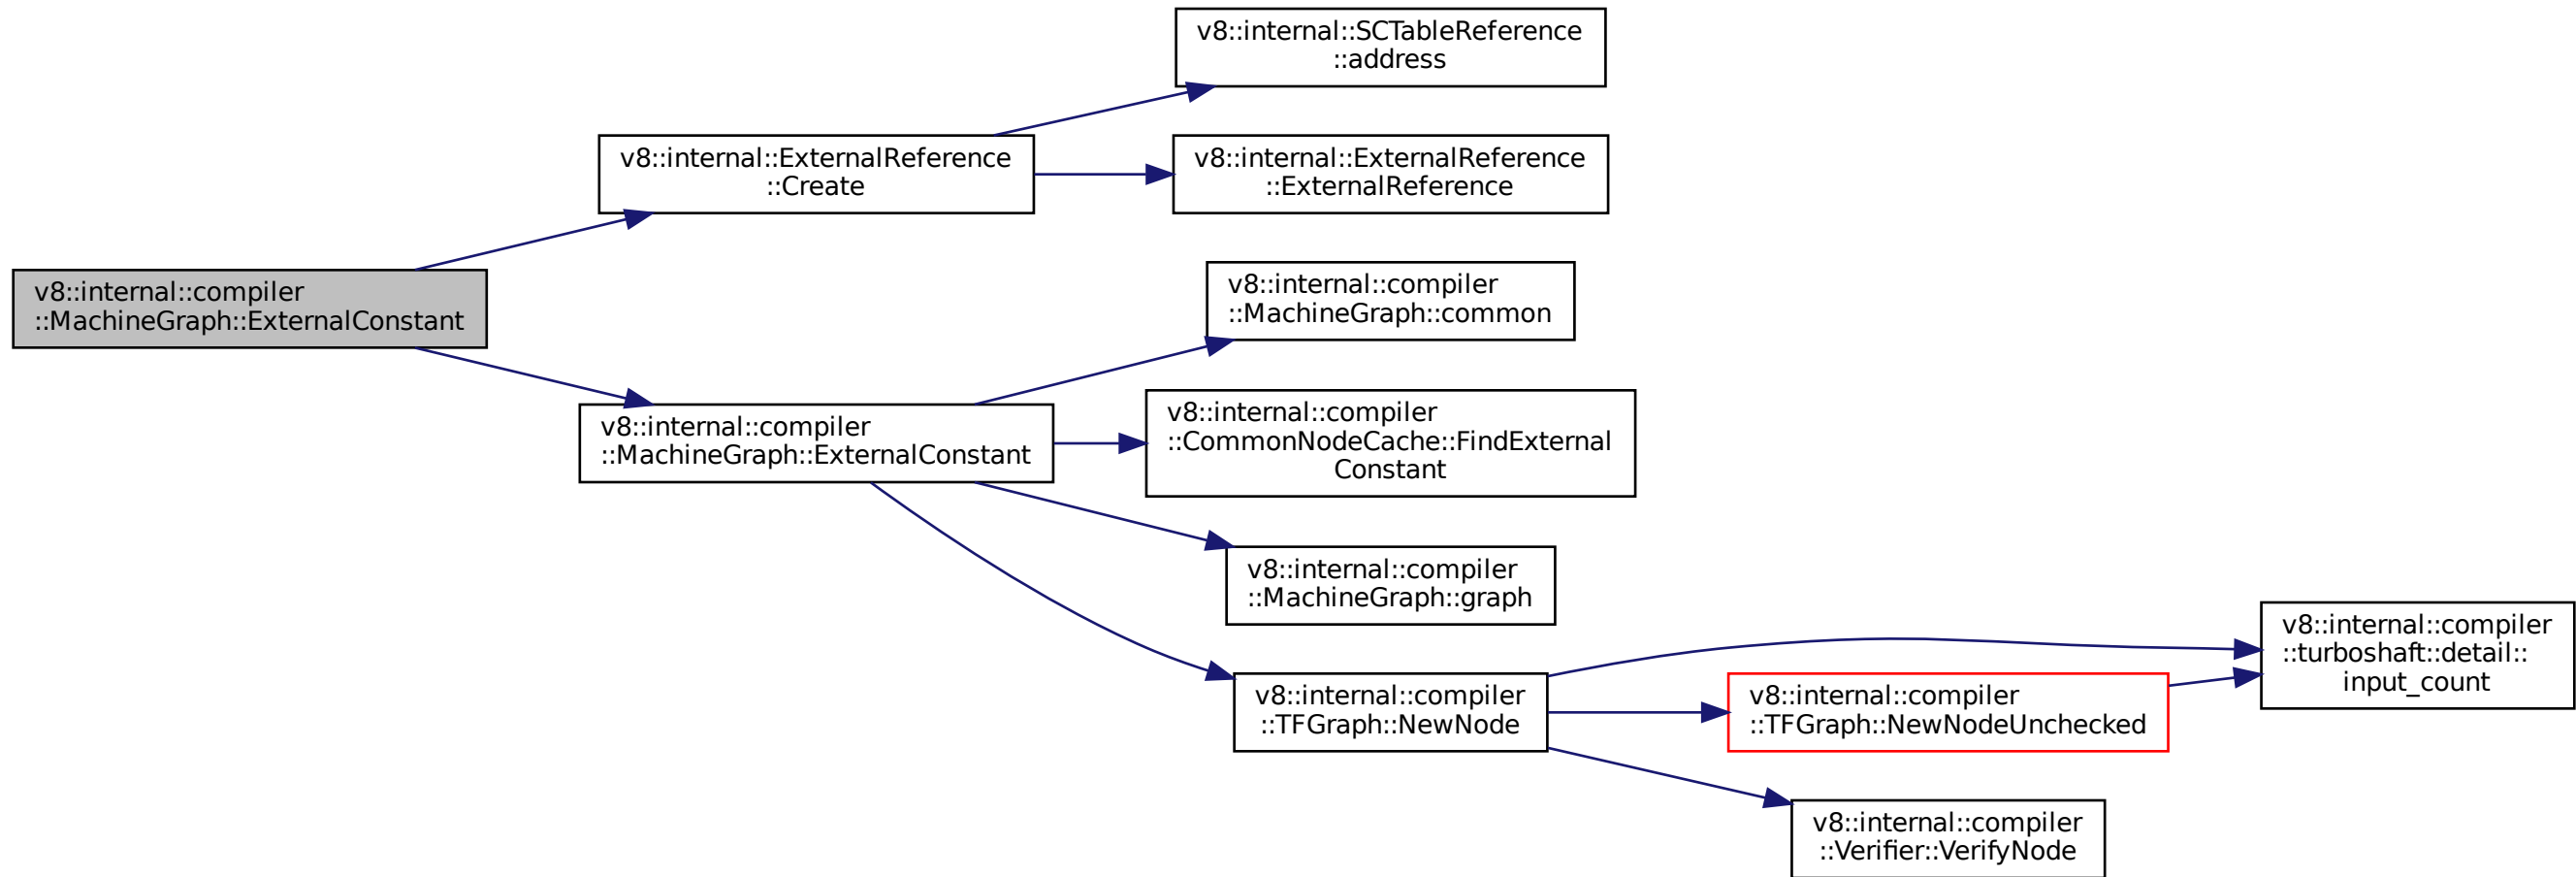 v8::internal::SCTableReference
::address
v8::internal::ExternalReference
::Create
v8::internal::ExternalReference
::ExternalReference
v8::internal::compiler
::MachineGraph::ExternalConstant
v8::internal::compiler
::MachineGraph::common
v8::internal::compiler
::MachineGraph::ExternalConstant
v8::internal::compiler
::CommonNodeCache::FindExternal
Constant
v8::internal::compiler
::MachineGraph::graph
v8::internal::compiler
::TFGraph::NewNode
v8::internal::compiler
::TFGraph::NewNodeUnchecked
v8::internal::compiler
::turboshaft::detail::
input_count
v8::internal::compiler
::Verifier::VerifyNode